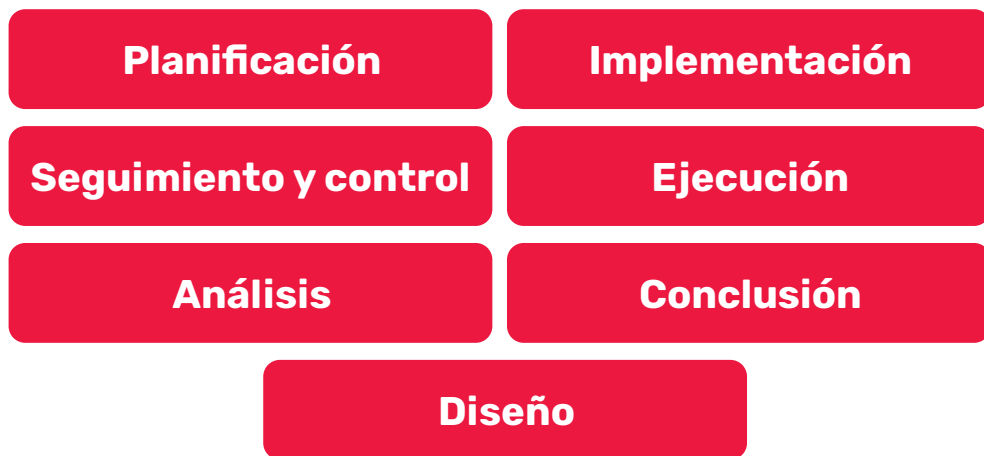 Planificación
Implementación
Seguimiento y control
Ejecución
Análisis
Conclusión
Diseño